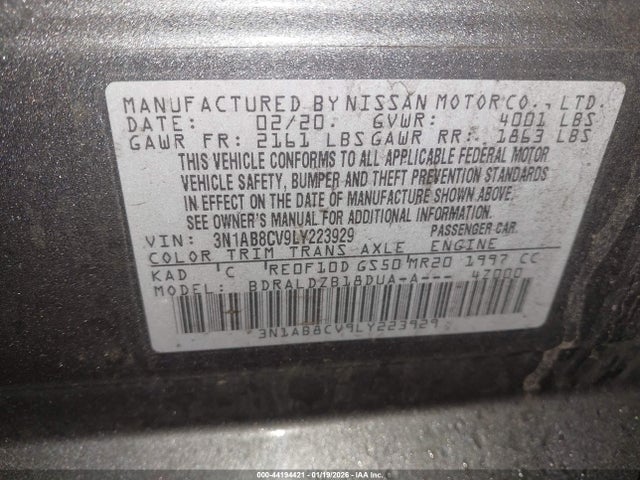 MANUFACTURED BY NISSAN MOTOR CO., LTD.
DATE: 02/20. GVWR: 4001 LBS
GAWR FR: 2161 LBS GAWR RR: 1863 LBS
THIS VEHICLE CONFORMS TO ALL APPLICABLE FEDERAL MOTOR
VEHICLE SAFETY, BUMPER AND THEFT PREVENTION STANDARDS
IN EFFECT ON THE DATE OF MANUFACTURE SHOWN ABOVE.
SEE OWNER'S MANUAL FOR ADDITIONAL INFORMATION.
VIN: 3N1AB8CV9LY223929 PASSENGER CAR.
COLOR TRIM TRANS AXLE ENGINE
KAD C RE0F10D GS50 MR20 1997 CC
MODEL: BDRALDZB18DUA-A--- 4Z000
3N1AB8CV9LY223929
000-44194421 - 01/19/2026 - IAA Inc.